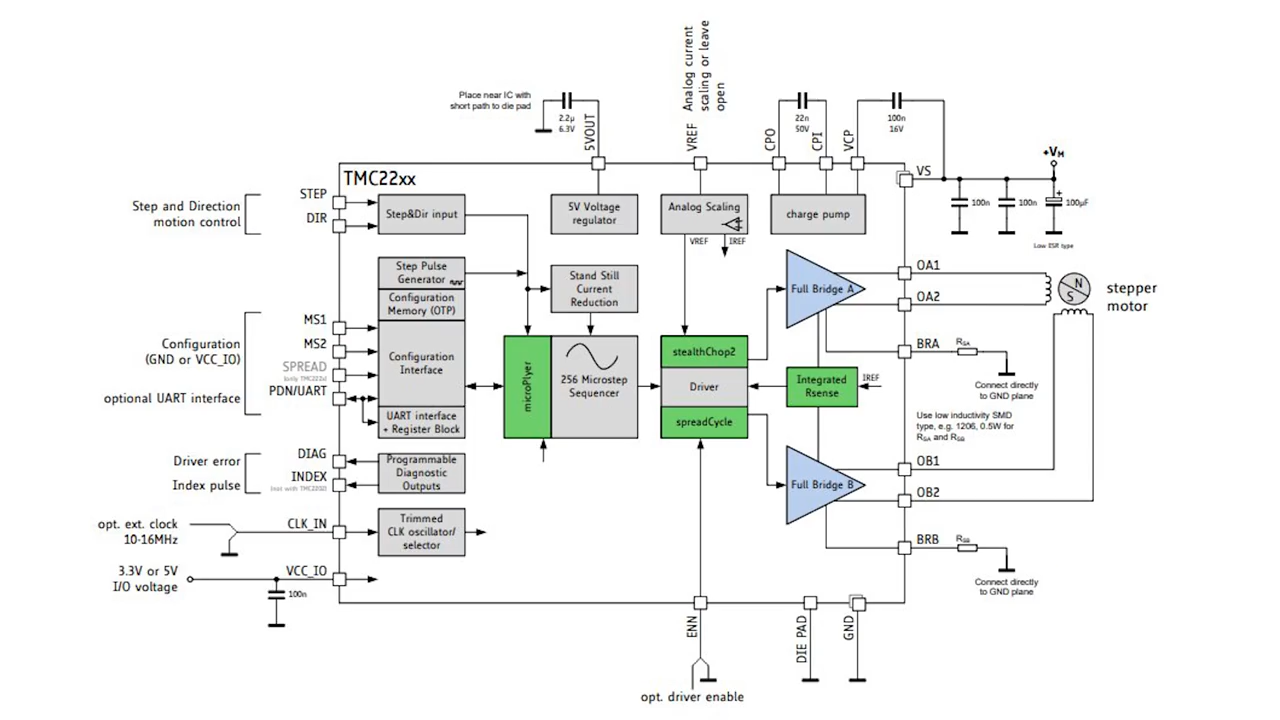 Analog current
scaling or leave
open
Place near IC with
short path to die pad
2.2µ
6.3V
5VOUT
VREF
22n
50V
CPO
CPI
VCP
100n
16V
+VM
VS
100n
100n
100µF
+
Low ESR type
TMC22xx
Step and Direction
motion control
STEP
DIR
Step&Dir input
5V Voltage
regulator
Analog Scaling
VREF
IREF
charge pump
Step Pulse
Generator
Configuration
Memory (OTP)
Stand Still
Current
Reduction
Full Bridge A
OA1
OA2
N
S
stepper
motor
Configuration
(GND or VCC_IO)
optional UART interface
MS1
MS2
SPREAD
(only TMC222x)
PDN/UART
Configuration
Interface
UART interface
+ Register Block
microPlyer
256 Microstep
Sequencer
stealthChop2
Driver
spreadCycle
Integrated
Rsense
IREF
BRA
RSA
Connect directly
to GND plane
Use low inductivity SMD
type, e.g. 1206, 0.5W for
RSA and RSB
Driver error
Index pulse
DIAG
INDEX
Programmable
Diagnostic
Outputs
Full Bridge B
OB1
OB2
opt. ext. clock
10-16MHz
CLK_IN
Trimmed
CLK oscillator/
selector
BRB
RSB
Connect directly
to GND plane
3.3V or 5V
I/O voltage
VCC_IO
100n
ENN
DIE PAD
GND
opt. driver enable